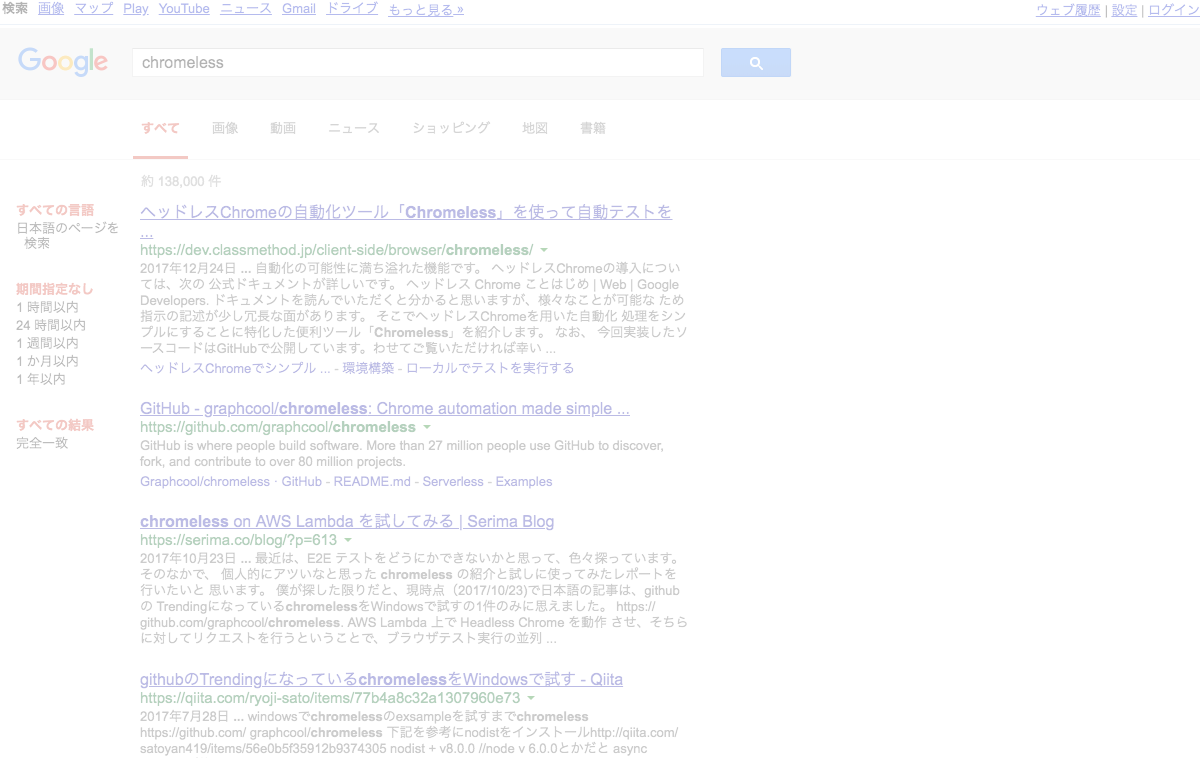 検索 画像 マップ Play YouTube ニュース Gmail ドライブ もっと見る »
ウェブ履歴 | 設定 | ログイン
Google
chromeless
すべて 画像 動画 ニュース ショッピング 地図 書籍
約 138,000 件
すべての言語
日本語のページを
検索
期間指定なし
1 時間以内
24 時間以内
1 週間以内
1 か月以内
1 年以内
すべての結果
完全一致
ヘッドレスChromeの自動化ツール「Chromeless」を使って自動テストを
...
https://dev.classmethod.jp/client-side/browser/chromeless/
2017年12月24日 ... 自動化の可能性に満ち溢れた機能です。 ヘッドレスChromeの導入につい
ては、次の 公式ドキュメントが詳しいです。 ヘッドレス Chrome ことはじめ | Web | Google
Developers. ドキュメントを読んでいただくと分かると思いますが、様々なことが可能な ため
指示の記述が少し冗長な面があります。 そこでヘッドレスChromeを用いた自動化 処理をシン
プルにすることに特化した便利ツール「Chromeless」を紹介します。 なお、 今回実装したソ
ースコードはGitHubで公開しています。わせてご覧いただければ幸い ...
ヘッドレスChromeでシンプル ... - 環境構築 - ローカルでテストを実行する
GitHub - graphcool/chromeless: Chrome automation made simple ...
https://github.com/graphcool/chromeless
GitHub is where people build software. More than 27 million people use GitHub to discover,
fork, and contribute to over 80 million projects.
Graphcool/chromeless · GitHub - README.md - Serverless - Examples
chromeless on AWS Lambda を試してみる | Serima Blog
https://serima.co/blog/?p=613
2017年10月23日 ... 最近は、E2E テストをどうにかできないかと思って、色々探っています。
そのなかで、 個人的にアツいなと思った chromeless の紹介と試しに使ってみたレポートを
行いたいと 思います。 僕が探した限りだと、現時点（2017/10/23)で日本語の記事は、github
の TrendingになっているchromelessをWindowsで試すの1件のみに思えました。 https://
github.com/graphcool/chromeless. AWS Lambda 上で Headless Chrome を動作 させ、そちら
に対してリクエストを行うということで、ブラウザテスト実行の並列 ...
githubのTrendingになっているchromelessをWindowsで試す - Qiita
https://qiita.com/ryoji-sato/items/77b4a8c32a1307960e73
2017年7月28日 ... windowsでchromelessのexsampleを試すまでchromeless
https://github.com/ graphcool/chromeless 下記を参考にnodistをインストールhttp://qiita.com/
satoyan419/items/56e0b5f35912b9374305 nodist + v8.0.0 //node v 6.0.0とかだと async